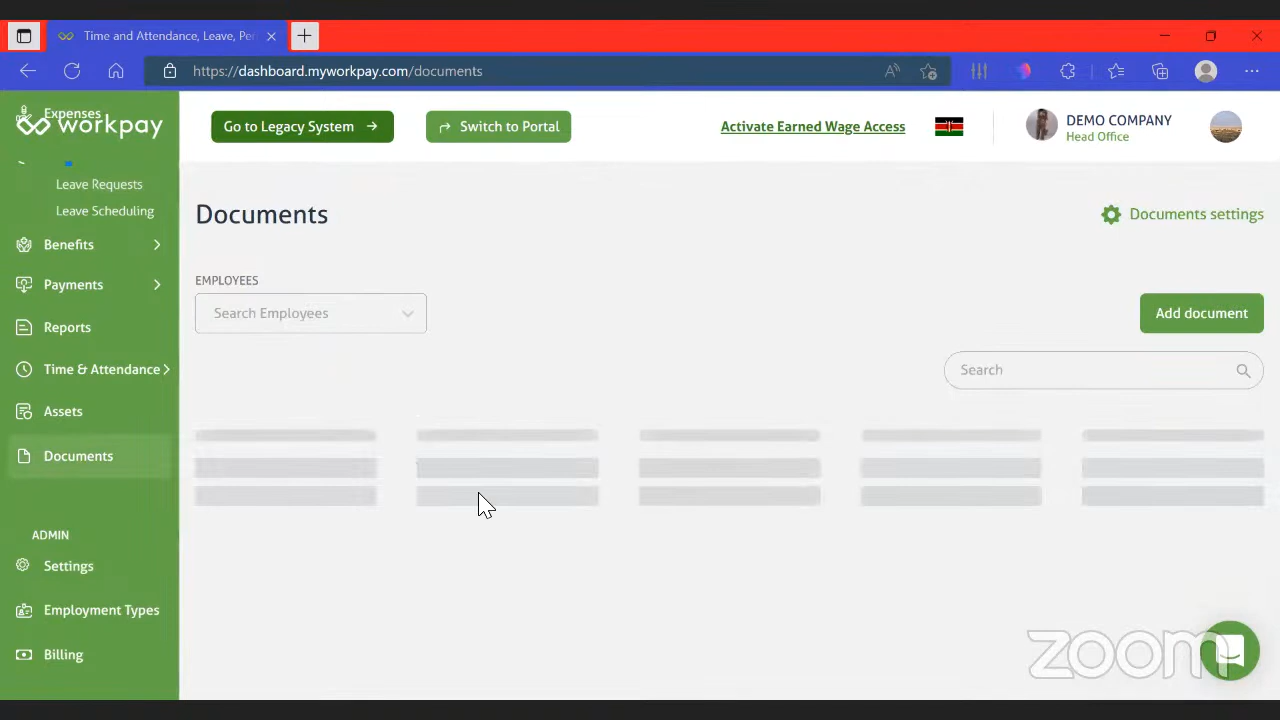 Time and Attendance, Leave, Per
https://dashboard.myworkpay.com/documents
Expenses
workpay
Leave Requests
Leave Scheduling
Benefits
Payments
Reports
Time & Attendance
Assets
Documents
ADMIN
Settings
Employment Types
Billing
Go to Legacy System
Switch to Portal
Activate Earned Wage Access
DEMO COMPANY
Head Office
Documents
Documents settings
EMPLOYEES
Search Employees
Add document
Search
zoom